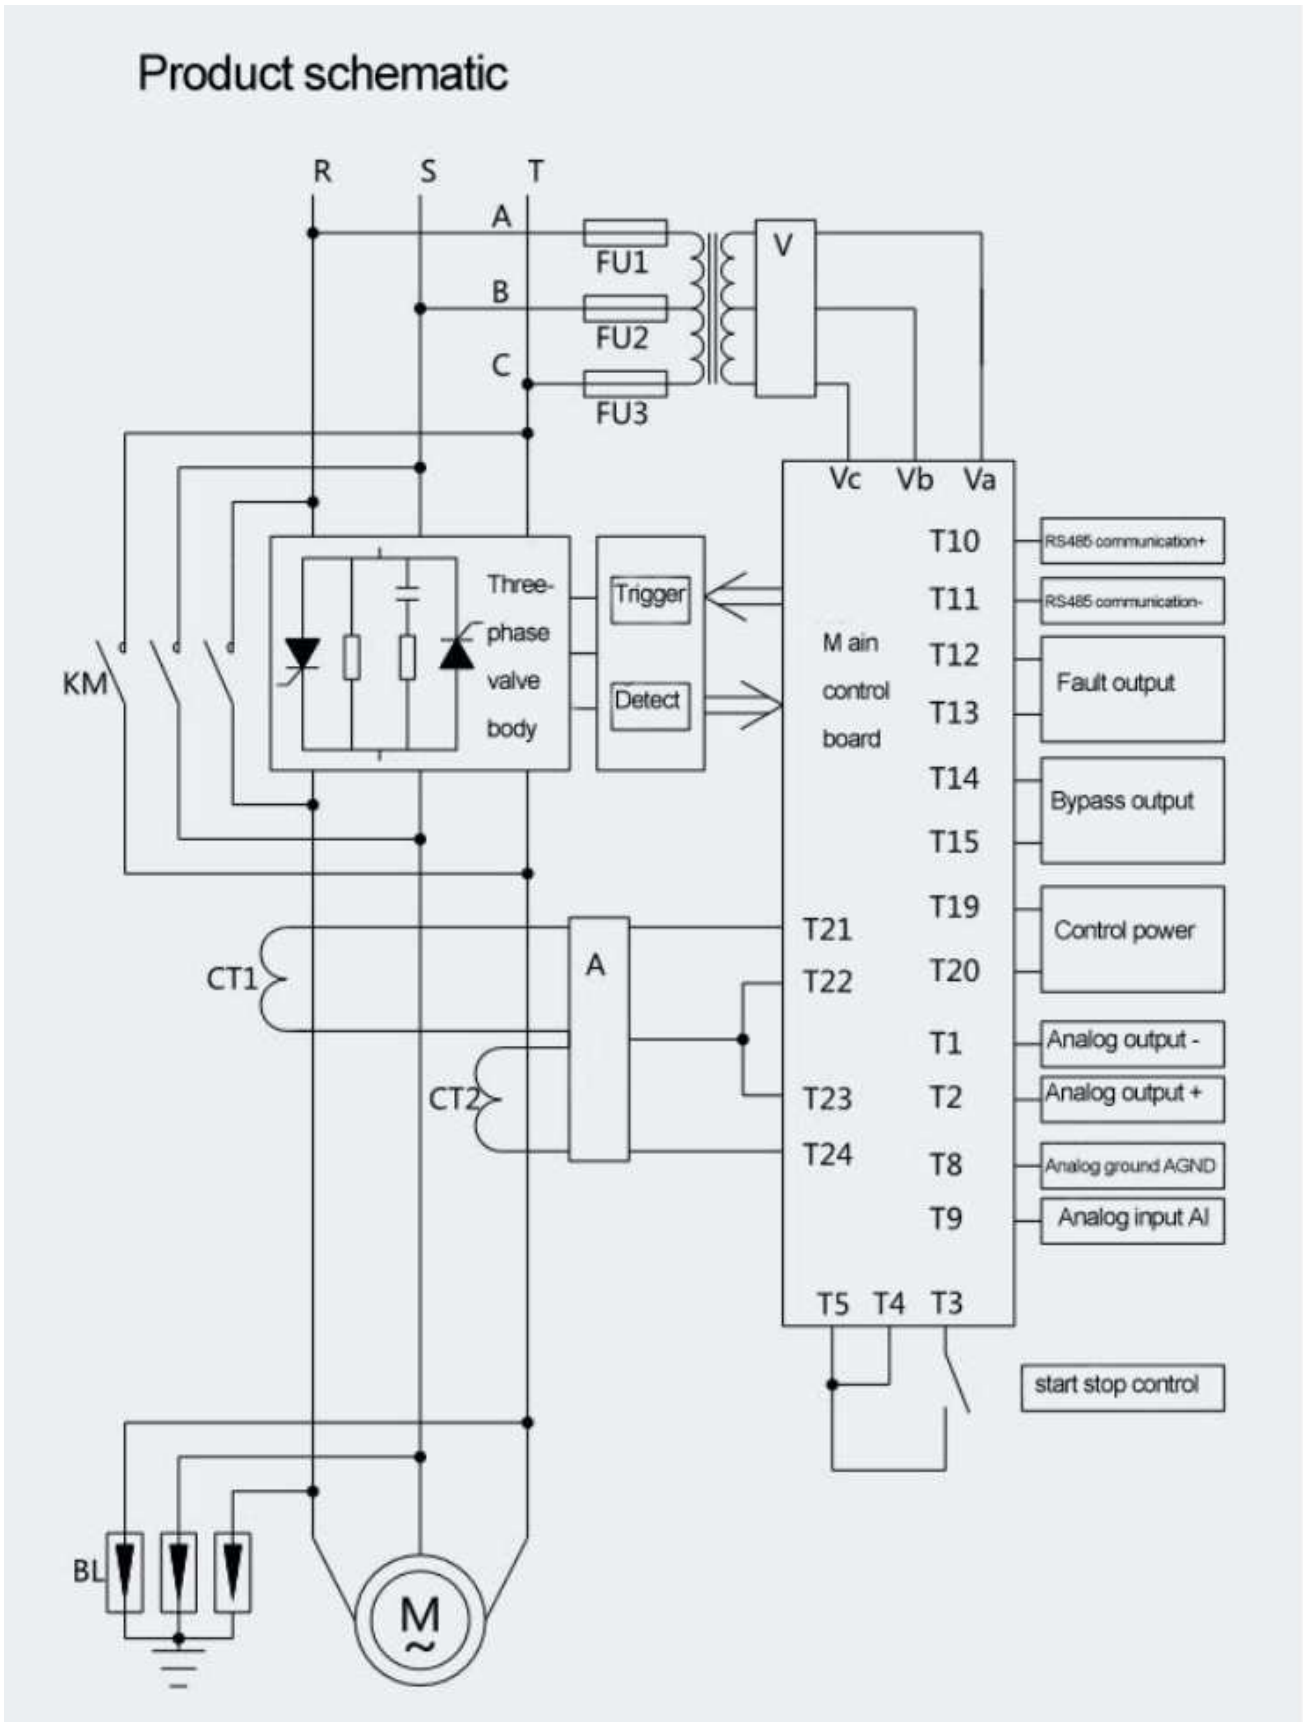 Product schematic
R S T
A
FU1
V
B
FU2
C
FU3
Vc Vb Va
T10 RS485 communication+
T11 RS485 communication-
Three-
phase
valve
body
Trigger
Detect
M ain
control
board
KM
T12
T13
Fault output
T14
T15
Bypass output
T19
T20
Control power
T21
T22
T23
T24
A
CT1
CT2
T1 Analog output -
T2 Analog output +
T8 Analog ground AGND
T9 Analog input AI
T5 T4 T3
start stop control
BL
M
~